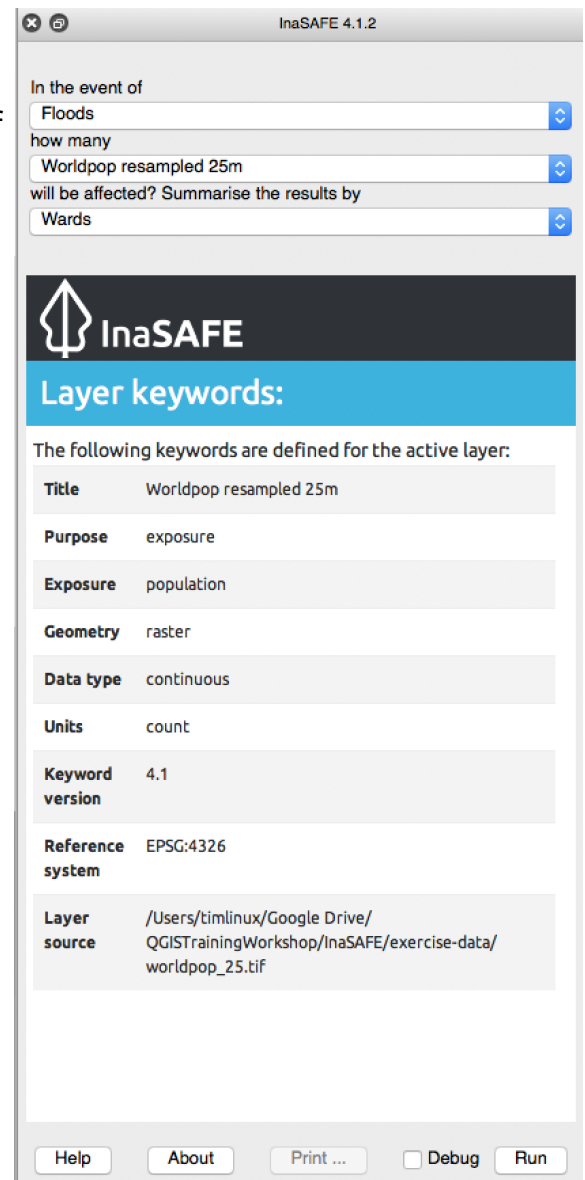 InaSAFE 4.1.2
In the event of
Floods
how many
Worldpop resampled 25m
will be affected? Summarise the results by
Wards
InaSAFE
Layer keywords:
The following keywords are defined for the active layer:
Title Worldpop resampled 25m
Purpose exposure
Exposure population
Geometry raster
Data type continuous
Units count
Keyword 4.1
version
Reference EPSG:4326
system
Layer /Users/timlinux/Google Drive/
source QGISTrainingWorkshop/InaSAFE/exercise-data/
worldpop_25.tif
Help About Print ... Debug Run